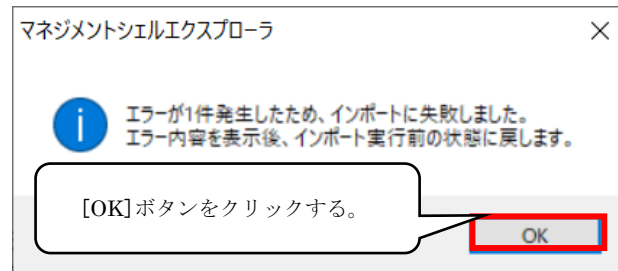 マネジメントシェルエクスプローラ
エラーが1件発生したため、インポートに失敗しました。
エラー内容を表示後、インポート実行前の状態に戻します。
[OK]ボタンをクリックする。
OK